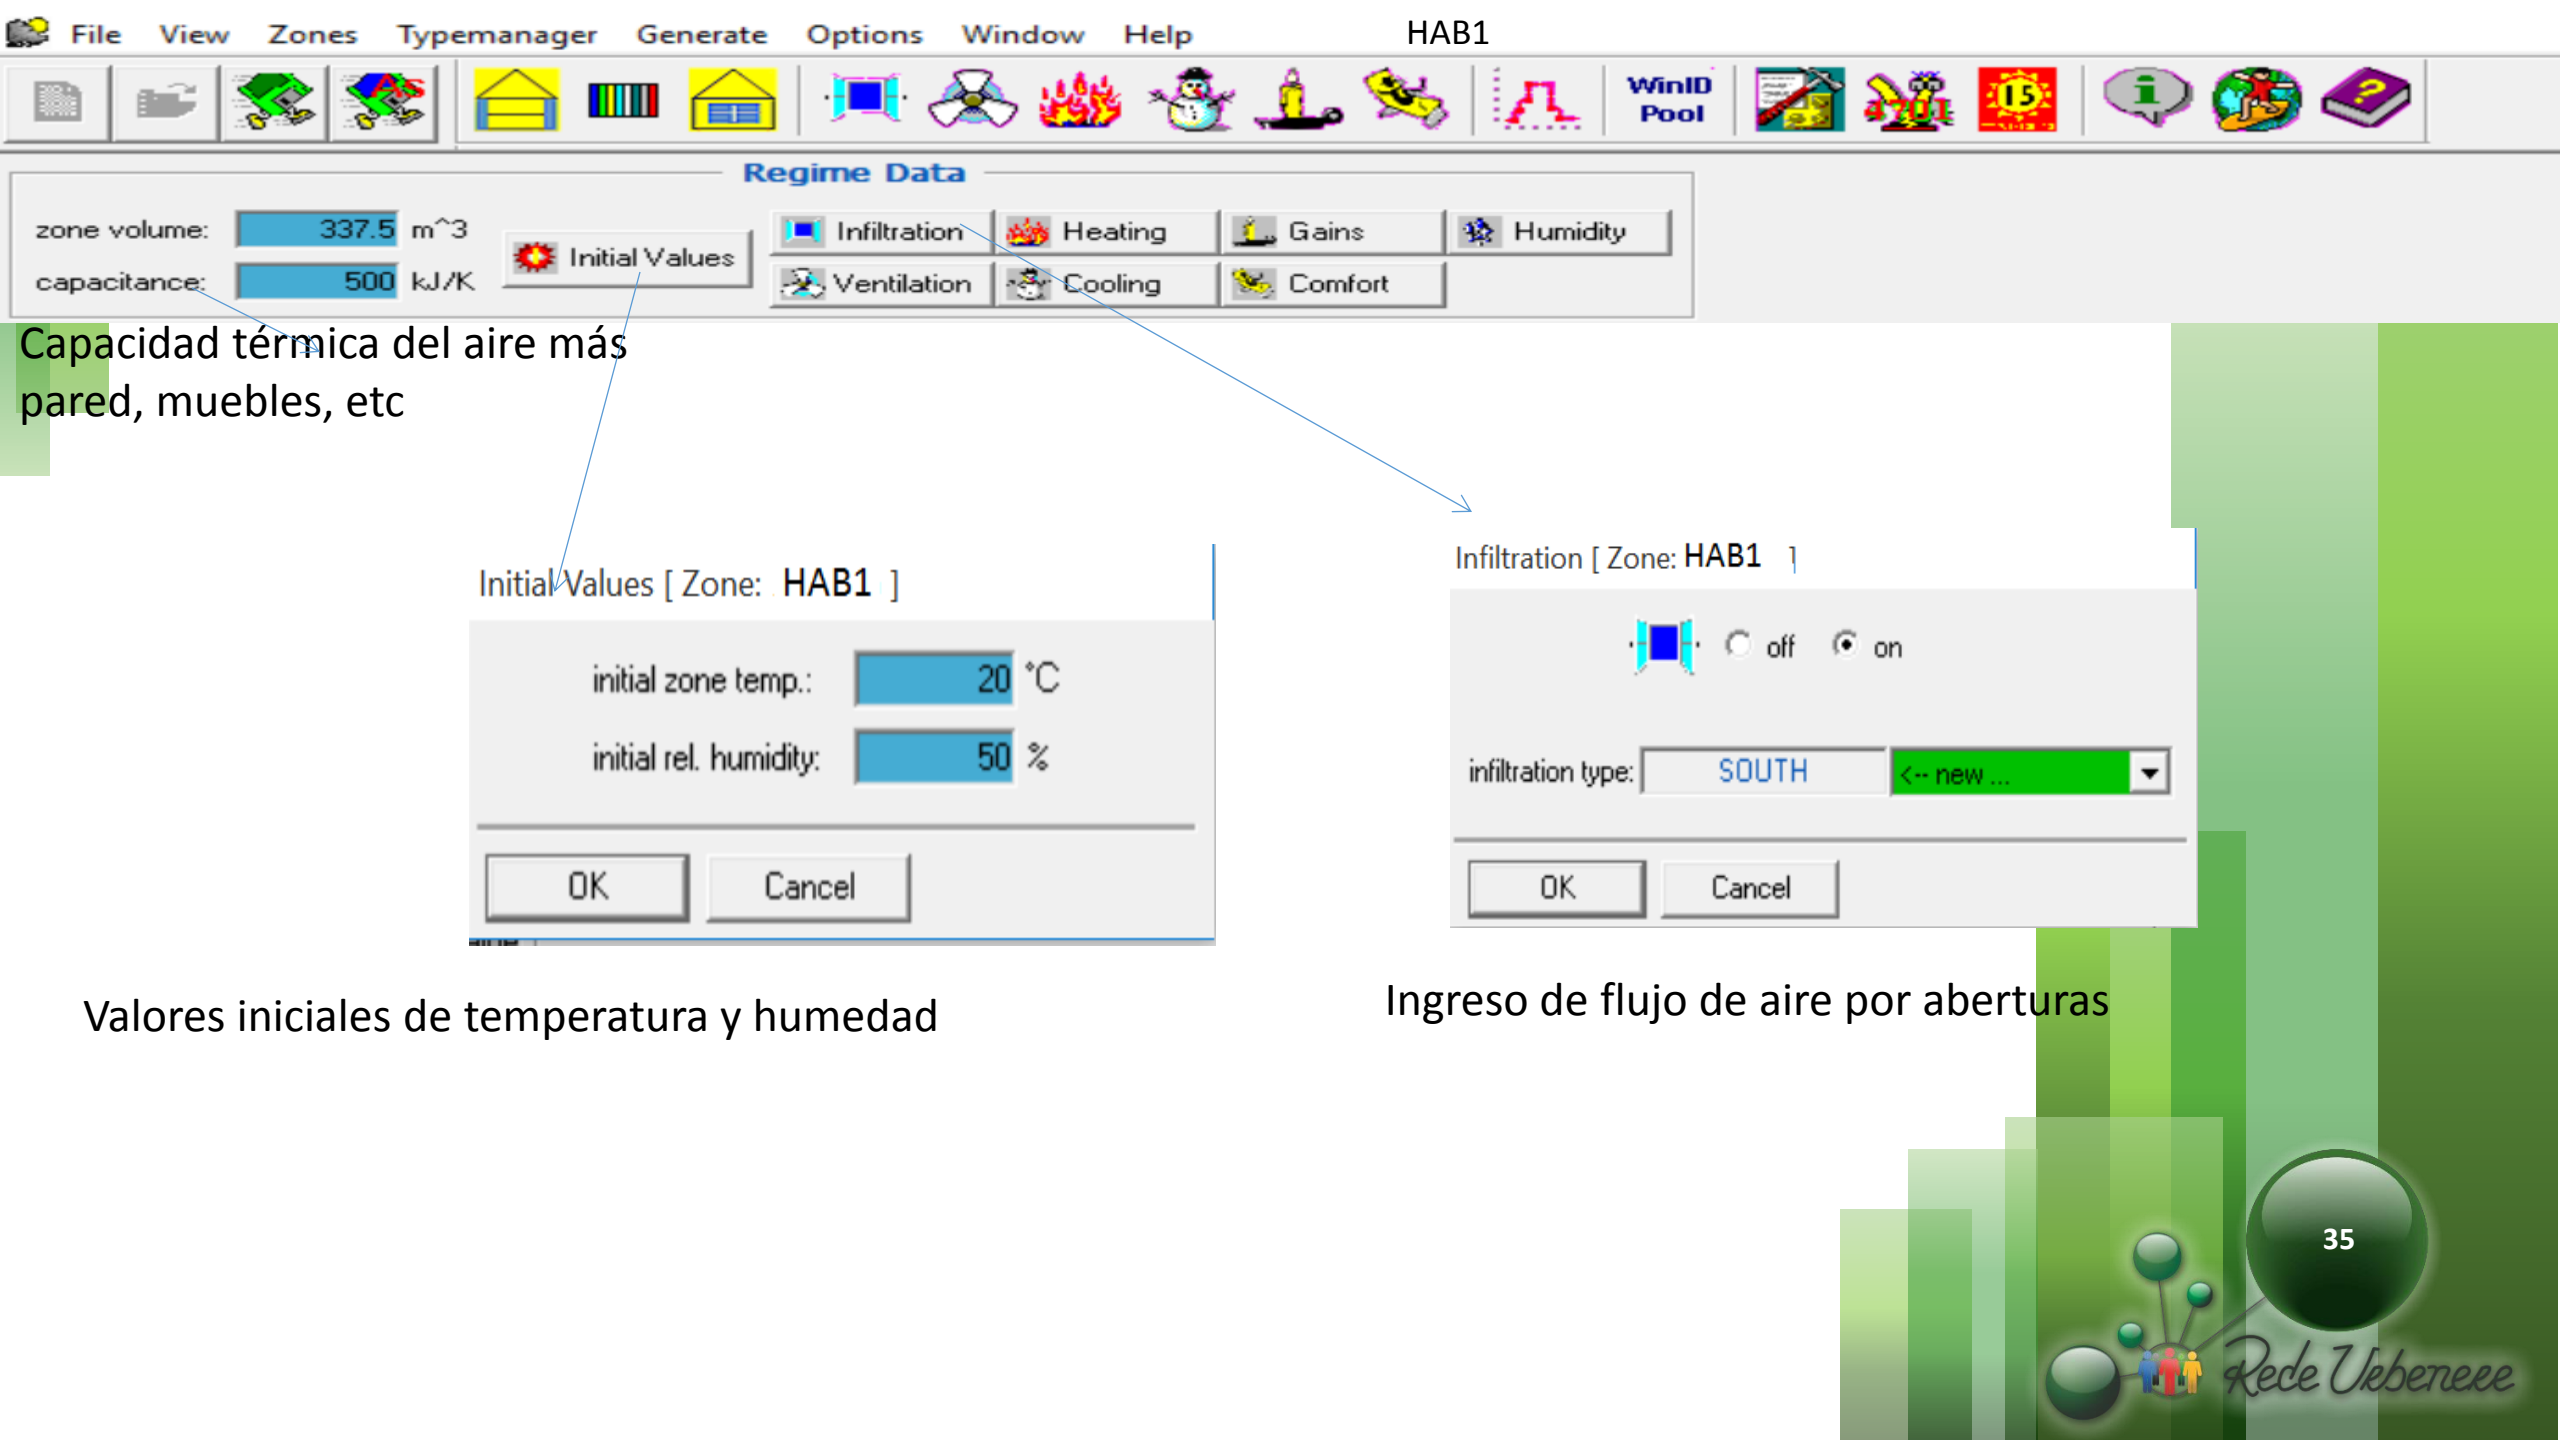 File View Zones Typemanager Generate Options Window Help HAB1
WinID
Pool
4701
15
Regime Data
zone volume: 337.5 m^3
capacitance: 500 kJ/K
Initial Values
Infiltration Heating Gains Humidity
Ventilation Cooling Comfort
Capacidad térmica del aire más
pared, muebles, etc
Initial Values [ Zone: HAB1 ]
initial zone temp.: 20 °C
initial rel. humidity: 50 %
OK Cancel
Valores iniciales de temperatura y humedad
Infiltration [ Zone: HAB1 ]
off on
infiltration type: SOUTH <-- new ...
OK Cancel
Ingreso de flujo de aire por aberturas
35
Rede Urbeneee